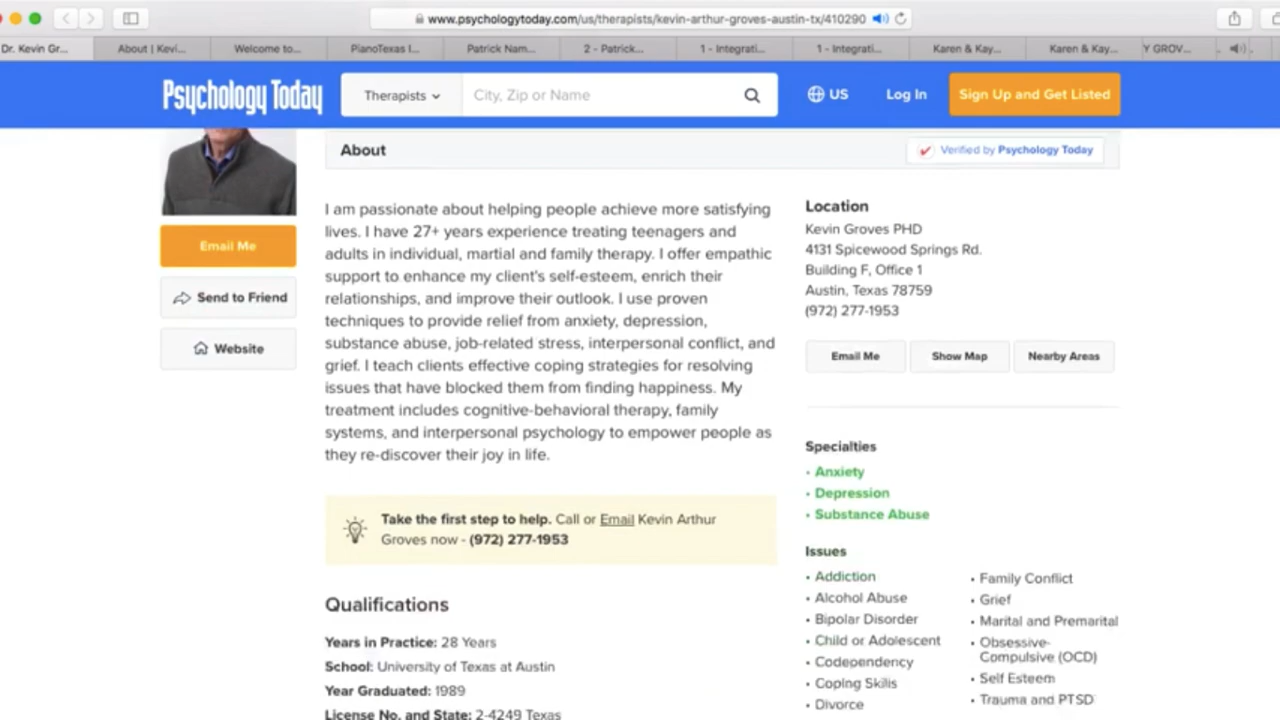 www.psychologytoday.com/us/therapists/kevin-arthur-groves-austin-tx/410290
Dr. Kevin Gr...
About | Kevi...
Welcome to...
PianoTexas I...
Patrick Nam...
2 - Patrick...
1 - Integrati...
1 - Integrati...
Karen & Kay...
Karen & Kay...
Y GROV...
Psychology Today
Therapists
City, Zip or Name
US
Log In
Sign Up and Get Listed
About
Verified by Psychology Today
Email Me
Send to Friend
Website
I am passionate about helping people achieve more satisfying
lives. I have 27+ years experience treating teenagers and
adults in individual, martial and family therapy. I offer empathic
support to enhance my client's self-esteem, enrich their
relationships, and improve their outlook. I use proven
techniques to provide relief from anxiety, depression,
substance abuse, job-related stress, interpersonal conflict, and
grief. I teach clients effective coping strategies for resolving
issues that have blocked them from finding happiness. My
treatment includes cognitive-behavioral therapy, family
systems, and interpersonal psychology to empower people as
they re-discover their joy in life.
Take the first step to help. Call or Email Kevin Arthur
Groves now - (972) 277-1953
Qualifications
Years in Practice: 28 Years
School: University of Texas at Austin
Year Graduated: 1989
License No. and State: 2-4249 Texas
Location
Kevin Groves PHD
4131 Spicewood Springs Rd.
Building F, Office 1
Austin, Texas 78759
(972) 277-1953
Email Me
Show Map
Nearby Areas
Specialties
• Anxiety
• Depression
• Substance Abuse
Issues
• Addiction
• Alcohol Abuse
• Bipolar Disorder
• Child or Adolescent
• Codependency
• Coping Skills
• Divorce
• Family Conflict
• Grief
• Marital and Premarital
• Obsessive-
Compulsive (OCD)
• Self Esteem
• Trauma and PTSD